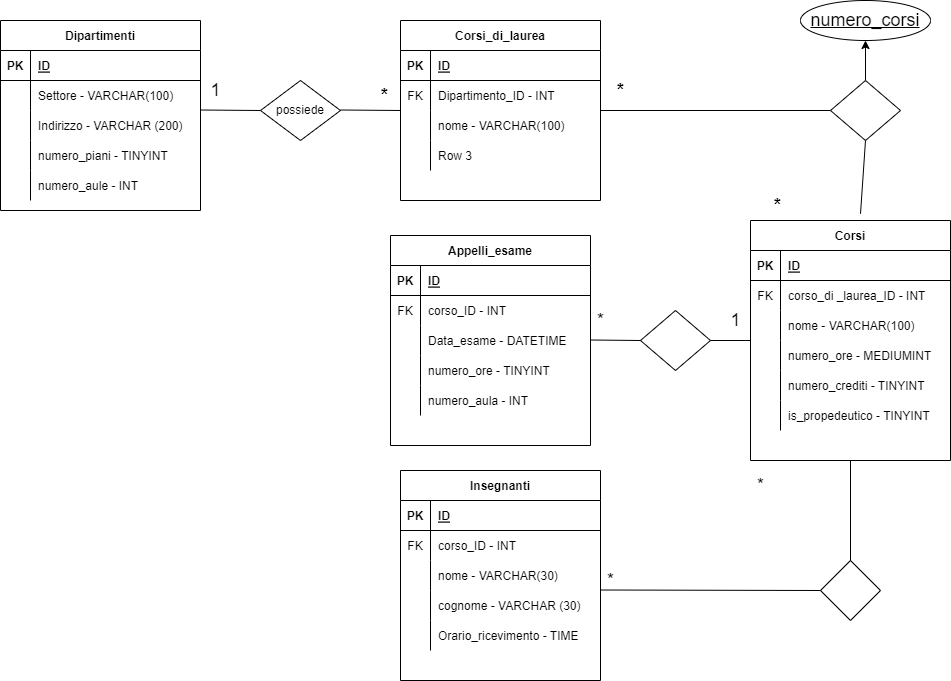 numero_corsi
Dipartimenti
PK ID
Settore - VARCHAR(100)
Indirizzo - VARCHAR (200)
numero_piani - TINYINT
numero_aule - INT
1
possiede
*
Corsi_di_laurea
PK ID
FK Dipartimento_ID - INT
nome - VARCHAR(100)
Row 3
*
*
Corsi
PK ID
FK corso_di _laurea_ID - INT
nome - VARCHAR(100)
numero_ore - MEDIUMINT
numero_crediti - TINYINT
is_propedeutico - TINYINT
Appelli_esame
PK ID
FK corso_ID - INT
Data_esame - DATETIME
numero_ore - TINYINT
numero_aula - INT
*
1
*
Insegnanti
PK ID
FK corso_ID - INT
nome - VARCHAR(30)
cognome - VARCHAR (30)
Orario_ricevimento - TIME
*